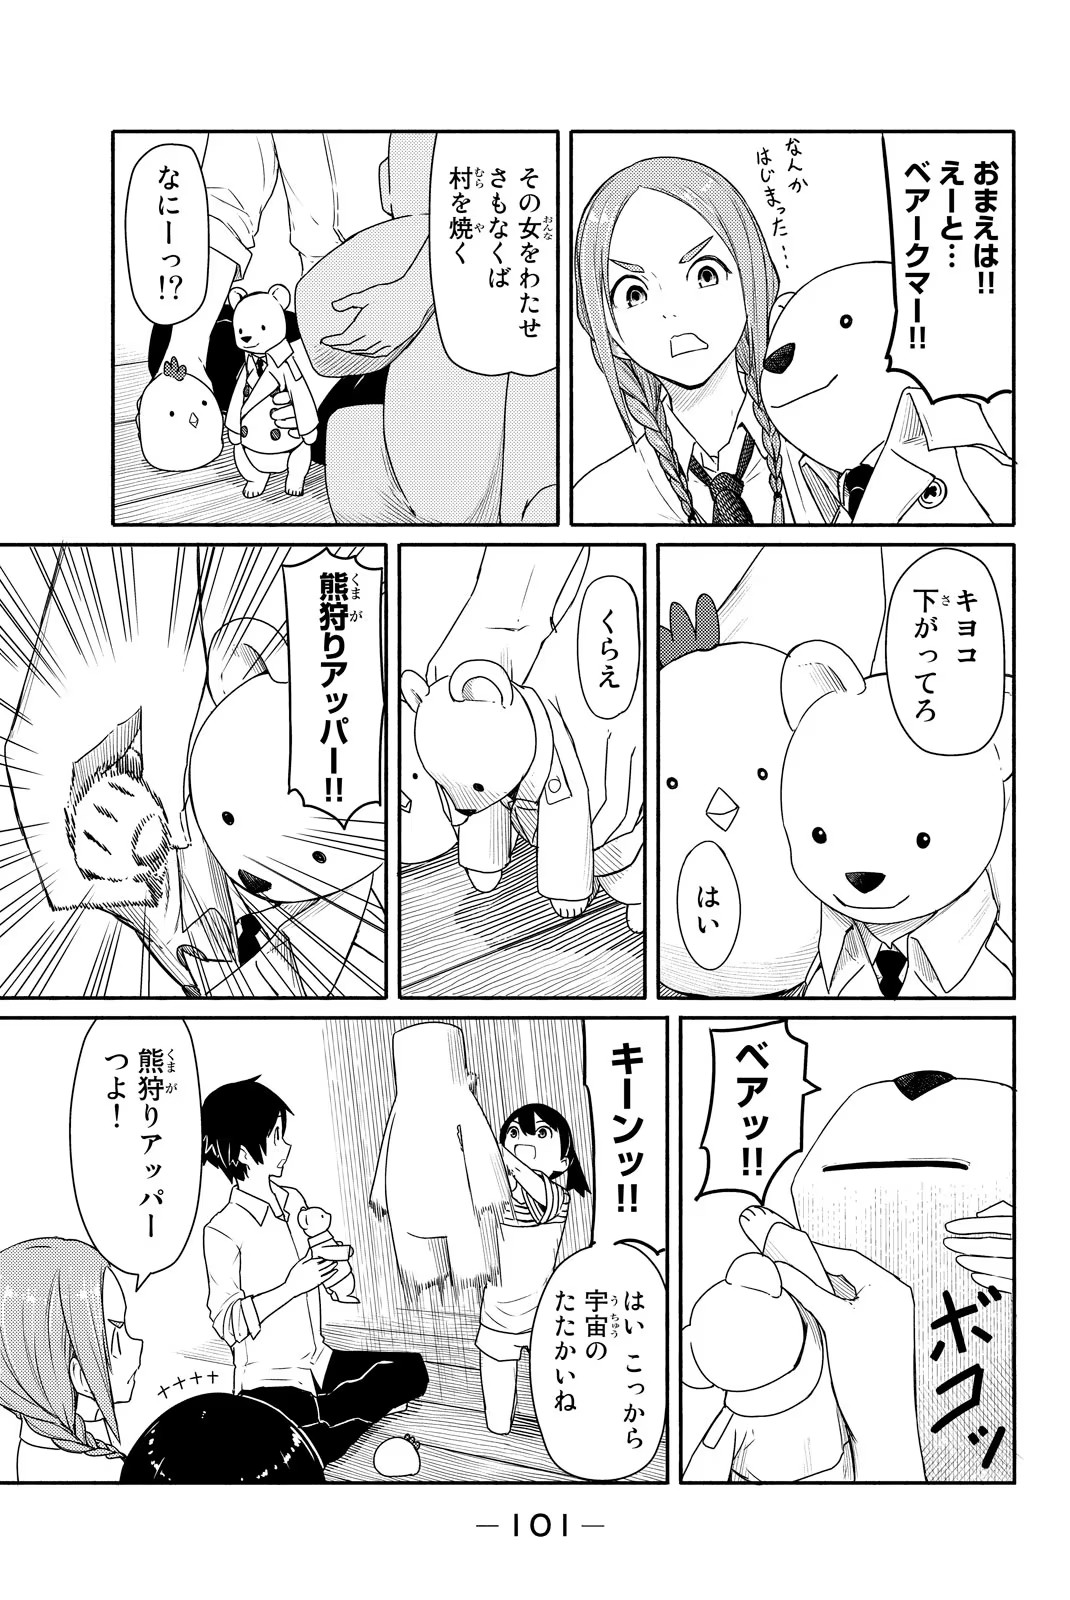 おまえは!!
えーと…
ベアークマー!!
なんか
はじまった…
その女をわたせ
さもなくば
村を焼く
なにーっ!?
キヨコ
下がってろ
はい
くらえ
熊狩りアッパー!!
ベアッ!!
ボコッ
キーンッ!!
はい こっから
宇宙の
たたかいね
熊狩りアッパー
つよ!
—101—